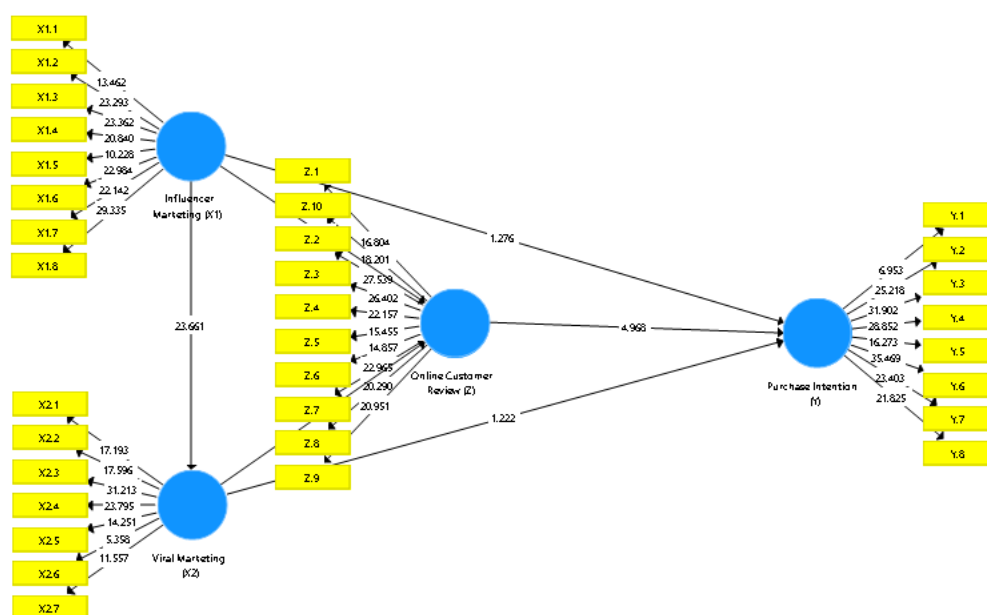 X1.1
X1.2
X1.3
X1.4
X1.5
X1.6
X1.7
X1.8
13.462
23.293
23.362
20.840
10.228
22.984
22.142
29.335
Influencer
Marketing (X1)
23.661
X2.1
X2.2
X2.3
X2.4
X2.5
X2.6
X2.7
17.193
17.596
31.213
23.795
14.251
5.358
11.557
Viral Marketing
(X2)
Z.1
Z.10
Z.2
Z.3
Z.4
Z.5
Z.6
Z.7
Z.8
Z.9
16.804
18.201
27.539
26.402
22.157
15.455
14.857
22.965
20.290
20.951
Online Customer
Review (Z)
1.276
4.968
1.222
Purchase Intention
(Y)
6.953
25.218
31.902
28.852
16.273
35.469
23.403
21.825
Y.1
Y.2
Y.3
Y.4
Y.5
Y.6
Y.7
Y.8